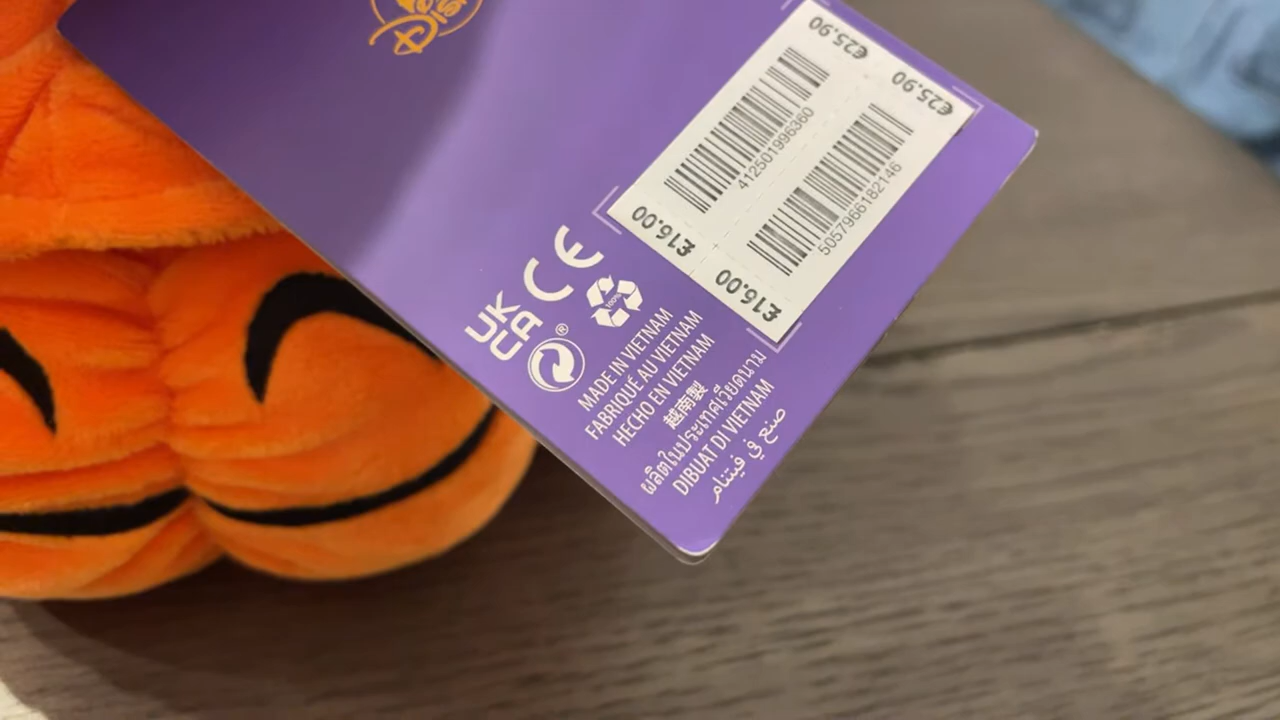 Disney
€25.90
412501996360
£16.00
€25.90
5057966182146
£16.00
UK
CA
CE
®
100%
MADE IN VIETNAM
FABRIQUÉ AU VIETNAM
HECHO EN VIETNAM
越南製
ผลิตในประเทศเวียดนาม
DIBUAT DI VIETNAM
صنع في فيتنام